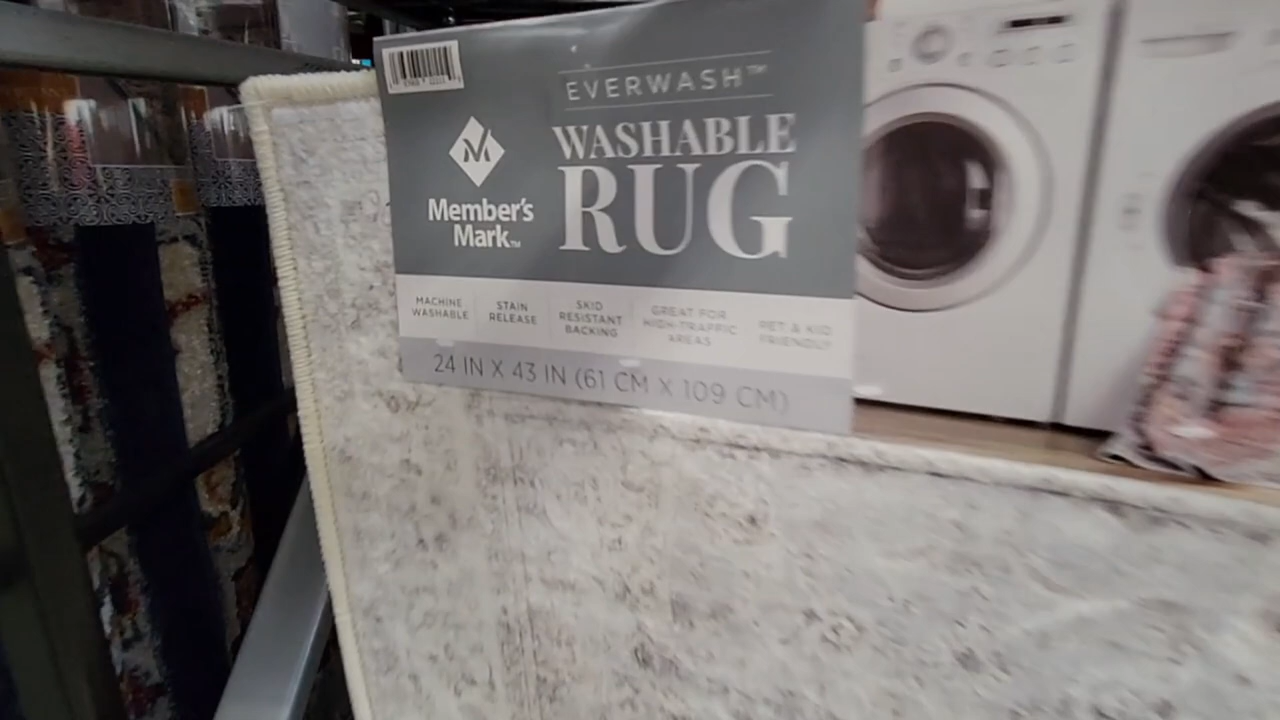 EVERWASH™
WASHABLE
RUG
Member's
Mark™
MACHINE
WASHABLE
STAIN
RELEASE
SKID
RESISTANT
BACKING
GREAT FOR
HIGH-TRAFFIC
AREAS
PET & KID
FRIENDLY
24 IN X 43 IN (61 CM X 109 CM)